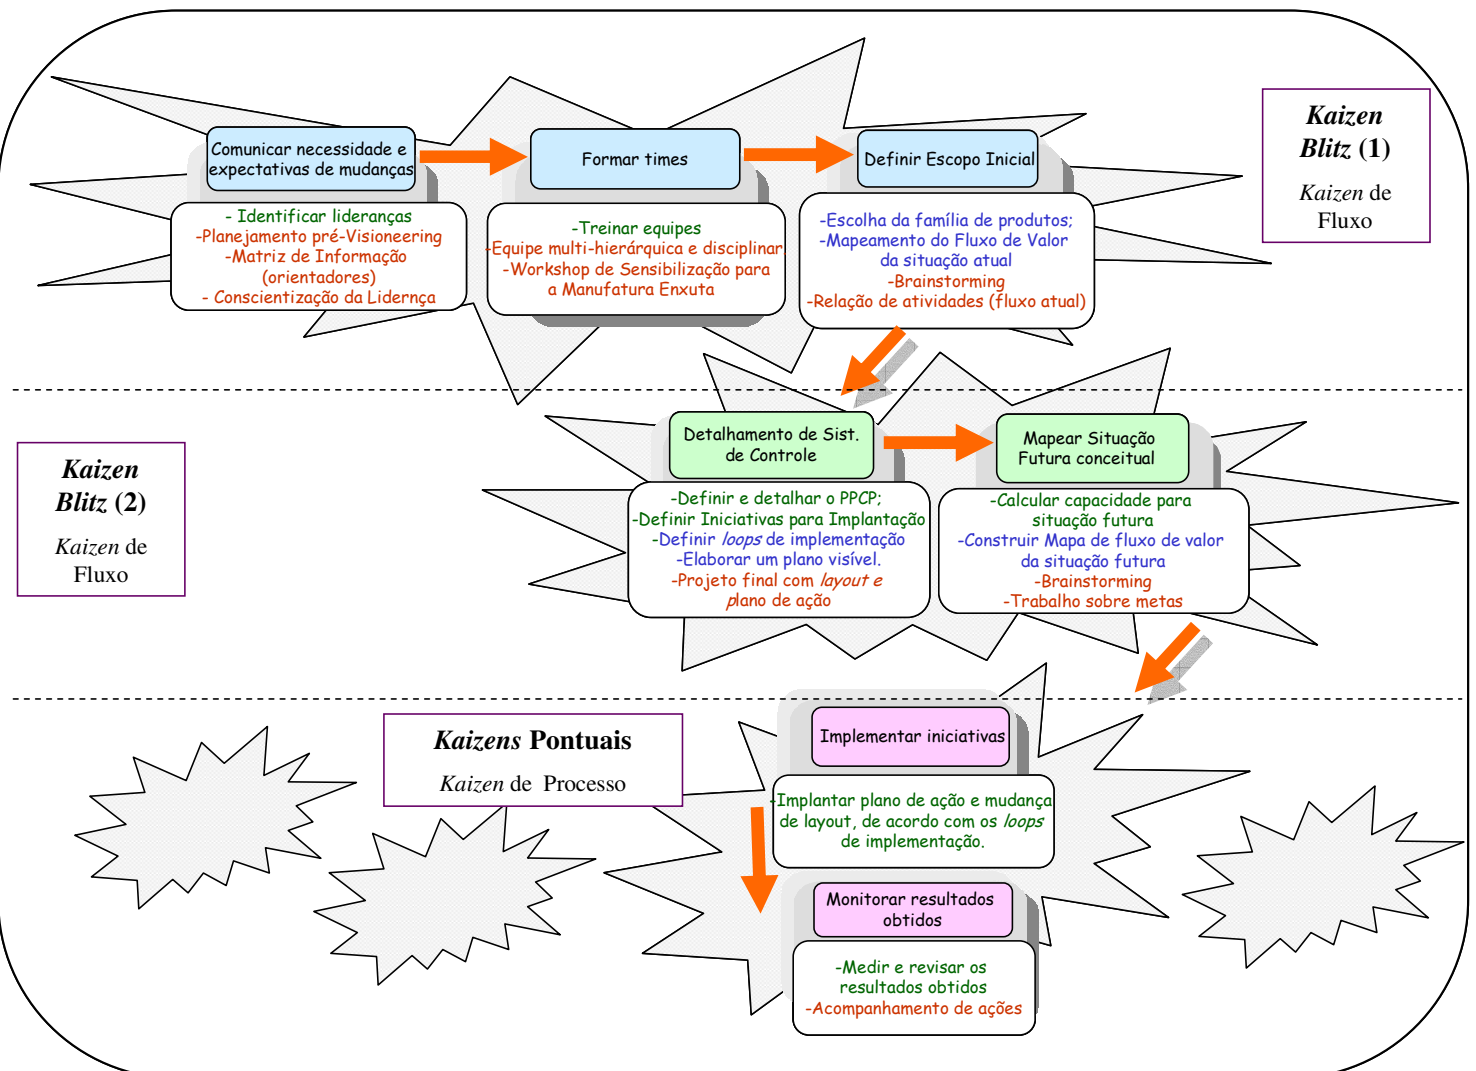 Comunicar necessidade e
expectativas de mudanças
- Identificar lideranças
-Planejamento pré-Visioneering
-Matriz de Informação
(orientadores)
- Conscientização da Lidernça
Formar times
-Treinar equipes
-Equipe multi-hierárquica e disciplinar
-Workshop de Sensibilização para
a Manufatura Enxuta
Definir Escopo Inicial
-Escolha da família de produtos;
-Mapeamento do Fluxo de Valor
da situação atual
-Brainstorming
-Relação de atividades (fluxo atual)
Kaizen
Blitz (1)
Kaizen de
Fluxo
Kaizen
Blitz (2)
Kaizen de
Fluxo
Detalhamento de Sist.
de Controle
-Definir e detalhar o PPCP;
-Definir Iniciativas para Implantação
-Definir loops de implementação
-Elaborar um plano visível.
-Projeto final com layout e
plano de ação
Mapear Situação
Futura conceitual
-Calcular capacidade para
situação futura
-Construir Mapa de fluxo de valor
da situação futura
-Brainstorming
-Trabalho sobre metas
Kaizens Pontuais
Kaizen de Processo
Implementar iniciativas
-Implantar plano de ação e mudança
de layout, de acordo com os loops
de implementação.
Monitorar resultados
obtidos
-Medir e revisar os
resultados obtidos
-Acompanhamento de ações